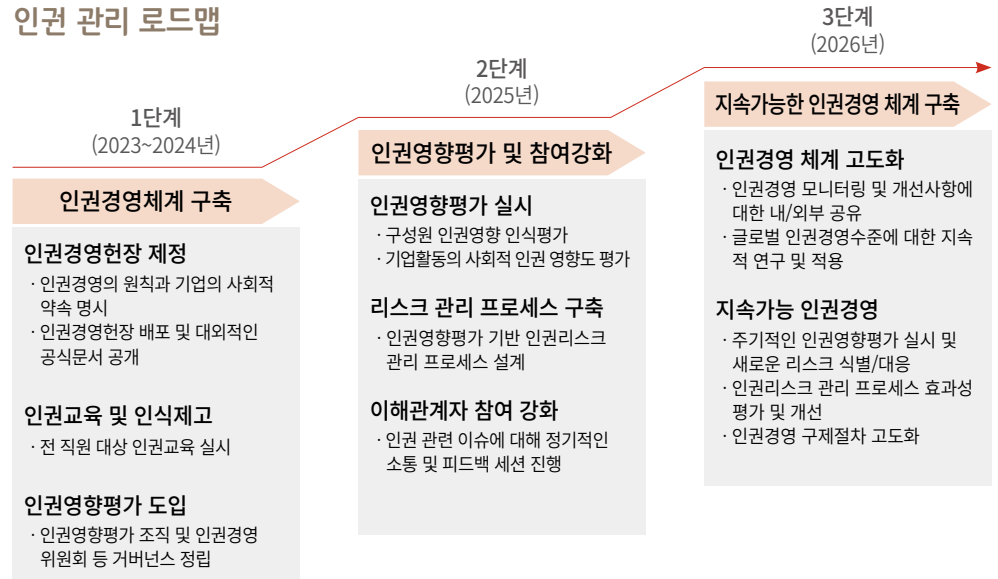 인권 관리 로드맵
1단계
(2023~2024년)
인권경영체계 구축
인권경영헌장 제정
· 인권경영의 원칙과 기업의 사회적
약속 명시
· 인권경영헌장 배포 및 대외적인
공식문서 공개
인권교육 및 인식제고
· 전 직원 대상 인권교육 실시
인권영향평가 도입
· 인권영향평가 조직 및 인권경영
위원회 등 거버넌스 정립
2단계
(2025년)
인권영향평가 및 참여강화
인권영향평가 실시
· 구성원 인권영향 인식평가
· 기업활동의 사회적 인권 영향도 평가
리스크 관리 프로세스 구축
· 인권영향평가 기반 인권리스크
관리 프로세스 설계
이해관계자 참여 강화
· 인권 관련 이슈에 대해 정기적인
소통 및 피드백 세션 진행
3단계
(2026년)
지속가능한 인권경영 체계 구축
인권경영 체계 고도화
· 인권경영 모니터링 및 개선사항에
대한 내/외부 공유
· 글로벌 인권경영수준에 대한 지속
적 연구 및 적용
지속가능 인권경영
· 주기적인 인권영향평가 실시 및
새로운 리스크 식별/대응
· 인권리스크 관리 프로세스 효과성
평가 및 개선
· 인권경영 구제절차 고도화